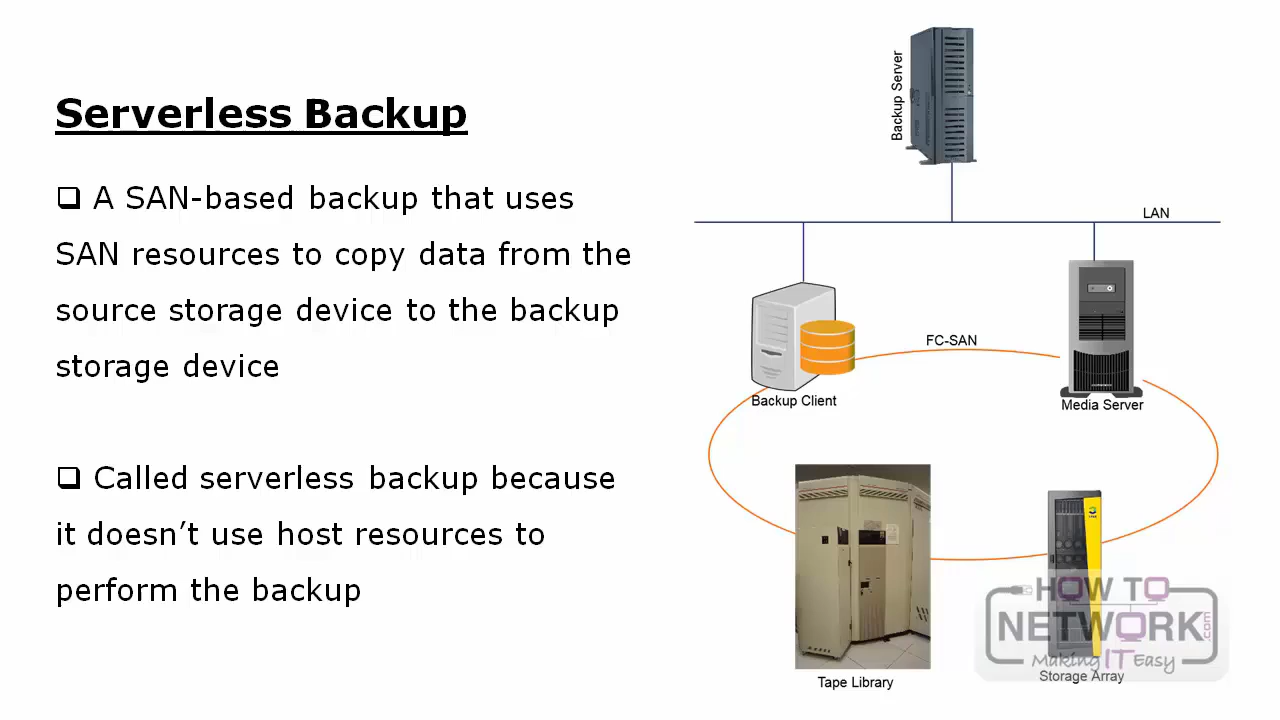 Serverless Backup
❑ A SAN-based backup that uses
SAN resources to copy data from the
source storage device to the backup
storage device
❑ Called serverless backup because
it doesn’t use host resources to
perform the backup
Backup Server
LAN
FC-SAN
Backup Client
Media Server
Tape Library
HOW TO
NETWORK.com
Making IT Easy
Storage Array